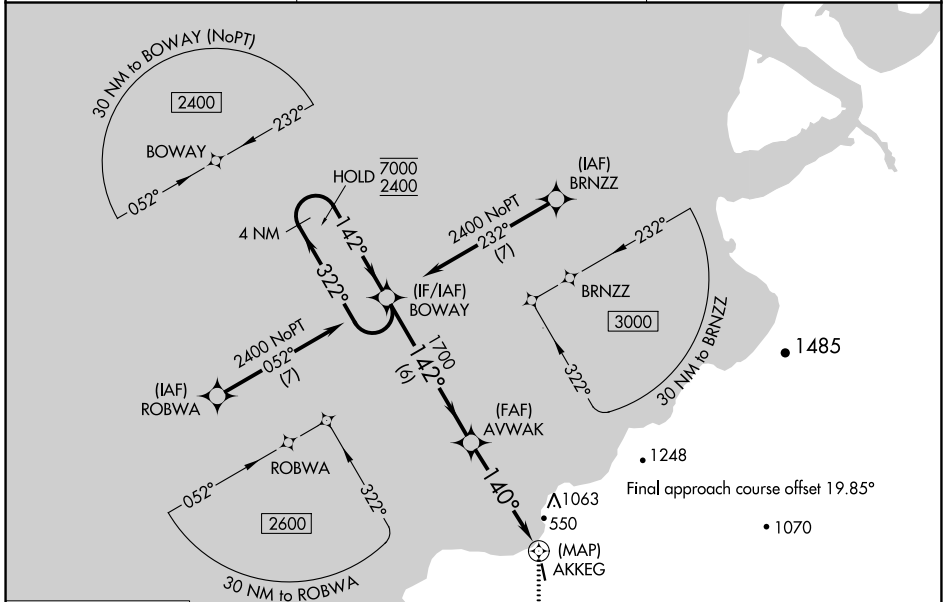 30 NM to BOWAY (NoPT)
2400
232°
BOWAY
052°
HOLD 7000
2400
4 NM
142°
322°
(IAF)
BRNZZ
2400 NoPT
232°
(7)
(IF/IAF)
BOWAY
232°
BRNZZ
3000
322°
30 NM to BRNZZ
1485
2400 NoPT
052°
(7)
(IAF)
ROBWA
1700
142°
(6)
(FAF)
AVWAK
ROBWA
052°
322°
2600
30 NM to ROBWA
140°
1248
Final approach course offset 19.85°
1063
550
1070
(MAP)
AKKEG